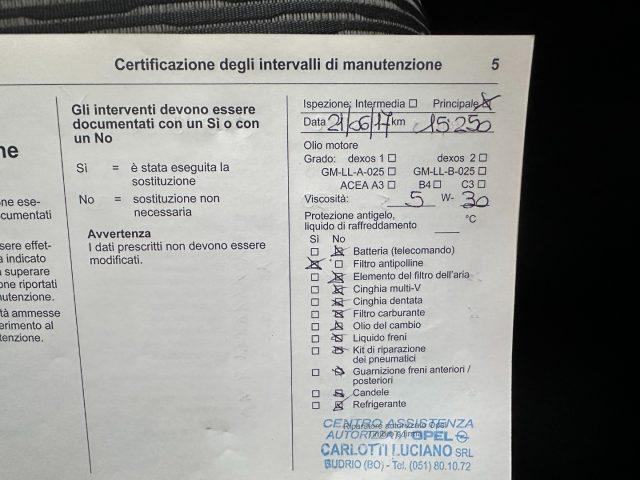 Certificazione degli intervalli di manutenzione 5
ne
one ese-
cumentati
sere effet-
a indicato
a superare
one riportati
nutenzione.
tà ammesse
erimento al
tenzione.
Gli interventi devono essere
documentati con un Sì o con
un No
Sì = è stata eseguita la
sostituzione
No = sostituzione non
necessaria
Avvertenza
I dati prescritti non devono essere
modificati.
Ispezione: Intermedia □ Principale ☒
Data 21/06/17 km 15250
Olio motore
Grado: dexos 1 □ dexos 2 □
GM-LL-A-025 □ GM-LL-B-025 □
ACEA A3 □ B4 □ C3 □
Viscosità: 5 W- 30
Protezione antigelo,
liquido di raffreddamento °C
Sì No
□ ☒ Batteria (telecomando)
☒ □ Filtro antipolline
□ ☒ Elemento del filtro dell'aria
□ ☒ Cinghia multi-V
□ ☒ Cinghia dentata
□ ☒ Filtro carburante
□ ☒ Olio del cambio
□ ☒ Liquido freni
□ ☒ Kit di riparazione
dei pneumatici
□ ☒ Guarnizione freni anteriori /
posteriori
□ ☒ Candele
□ ☒ Refrigerante
CENTRO ASSISTENZA
Riparatore autorizzato Opel
AUTORIZZATO OPEL
CARLOTTI LUCIANO SRL
BUDRIO (BO) - Tel. (051) 80.10.72